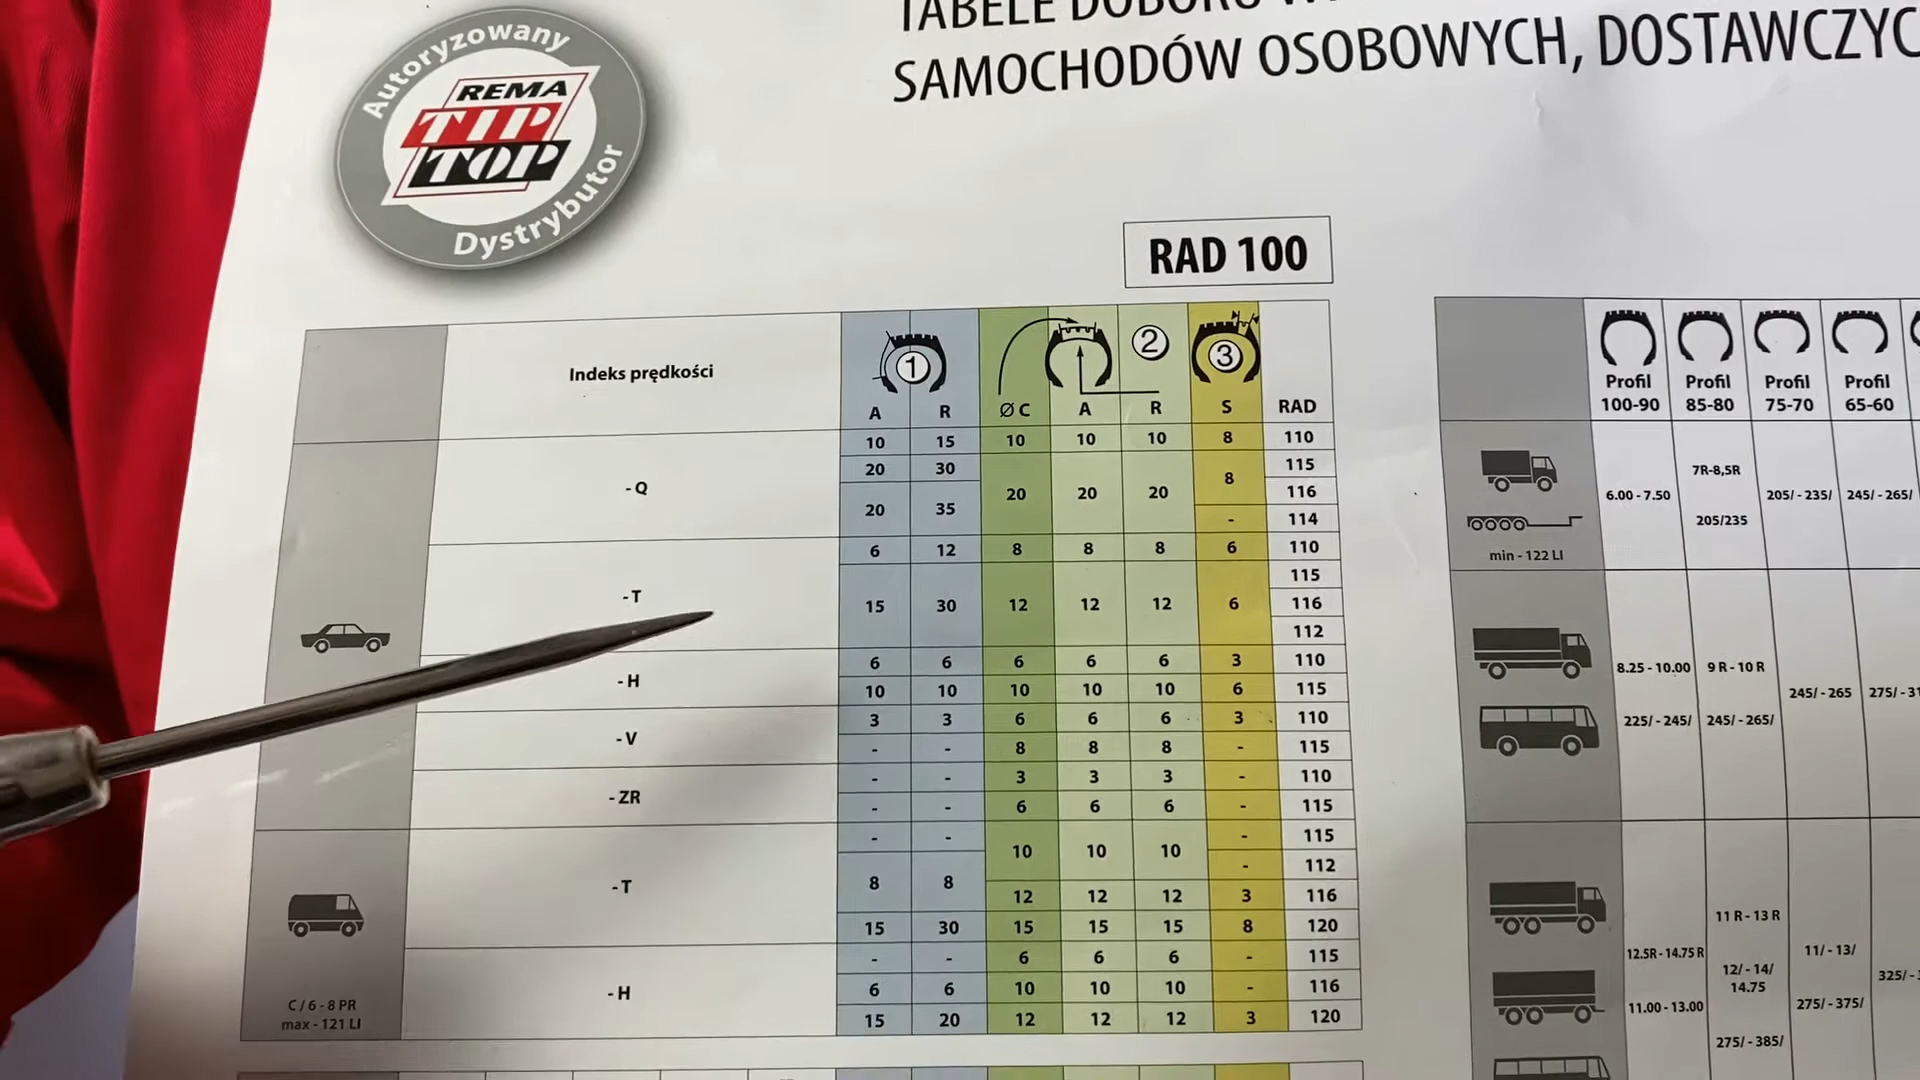 Autoryzowany
REMA
TIP
TOP
Dystrybutor
TABELE DOBORU
SAMOCHODÓW OSOBOWYCH, DOSTAWCZYC
RAD 100
Indeks prędkości
1 2 3
A R Ø C A R S RAD
10 15 10 10 10 8 110
20 30 115
8
- Q 20 20 20 116
20 35
- 114
6 12 8 8 8 6 110
115
- T 15 30 12 12 12 6 116
112
6 6 6 6 6 3 110
- H
10 10 10 10 10 6 115
3 3 6 6 6 3 110
- V
- - 8 8 8 - 115
- - 3 3 3 - 110
- ZR
- - 6 6 6 - 115
- - - 115
10 10 10
- 112
- T 8 8
12 12 12 3 116
15 30 15 15 15 8 120
- - 6 6 6 - 115
- H 6 6 10 10 10 - 116
15 20 12 12 12 3 120
C / 6 - 8 PR
max - 121 LI
Profil Profil Profil Profil
100-90 85-80 75-70 65-60
7R-8,5R
6.00 - 7.50 205/ - 235/ 245/ - 265/
205/235
min - 122 LI
8.25 - 10.00 9 R - 10 R
245/ - 265 275/ - 31
225/ - 245/ 245/ - 265/
11 R - 13 R
12.5R - 14.75 R 11/ - 13/
12/ - 14/
14.75 325/ -
11.00 - 13.00 275/ - 375/
275/ - 385/